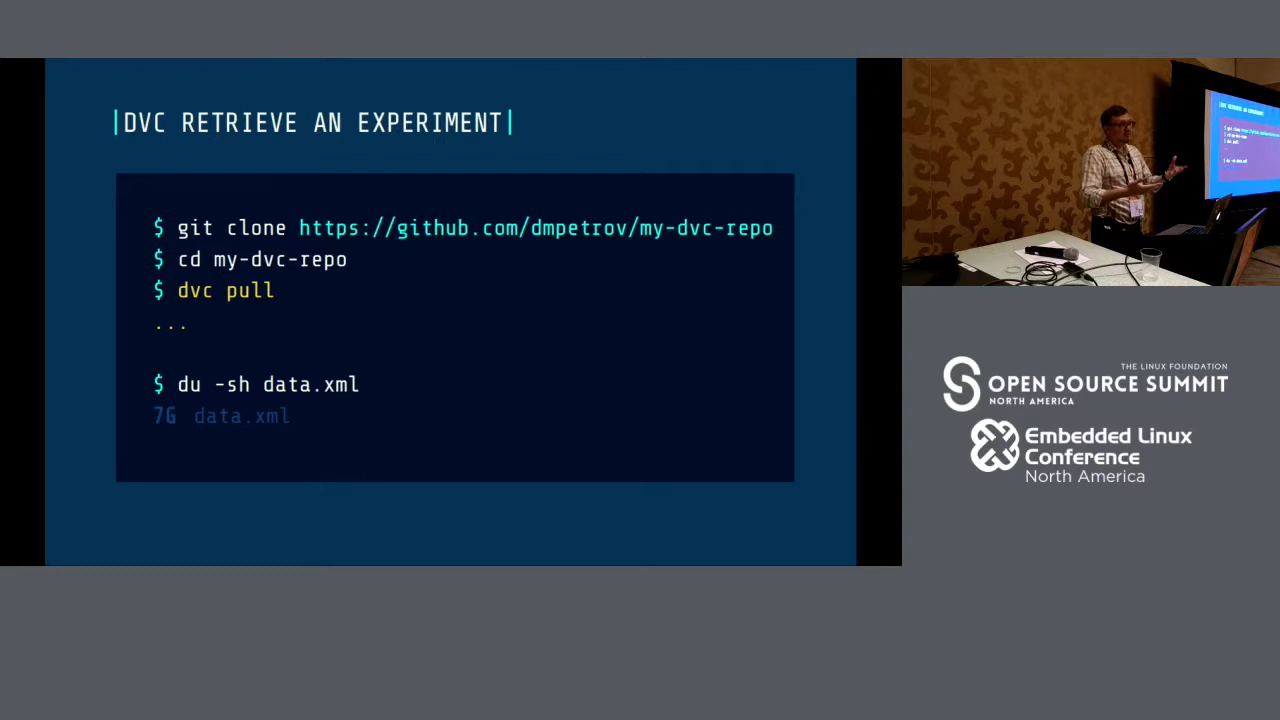 |DVC RETRIEVE AN EXPERIMENT|
$ git clone https://github.com/dmpetrov/my-dvc-repo
$ cd my-dvc-repo
$ dvc pull
...
$ du -sh data.xml
7G data.xml
THE LINUX FOUNDATION
OPEN SOURCE SUMMIT
NORTH AMERICA
Embedded Linux
Conference
North America